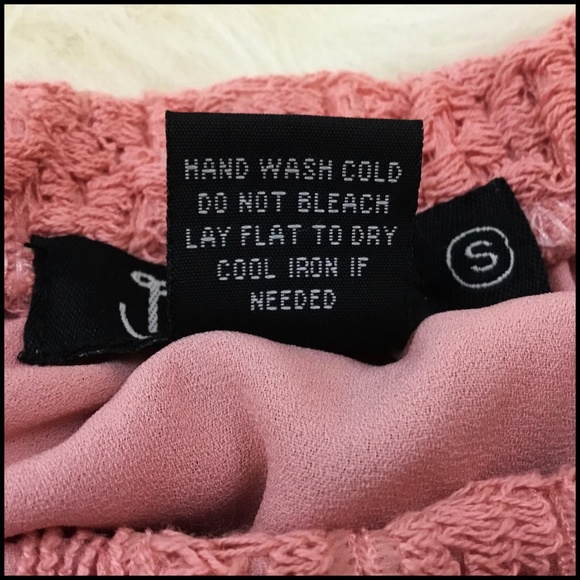 HAND WASH COLD
DO NOT BLEACH
LAY FLAT TO DRY
COOL IRON IF
NEEDED
S